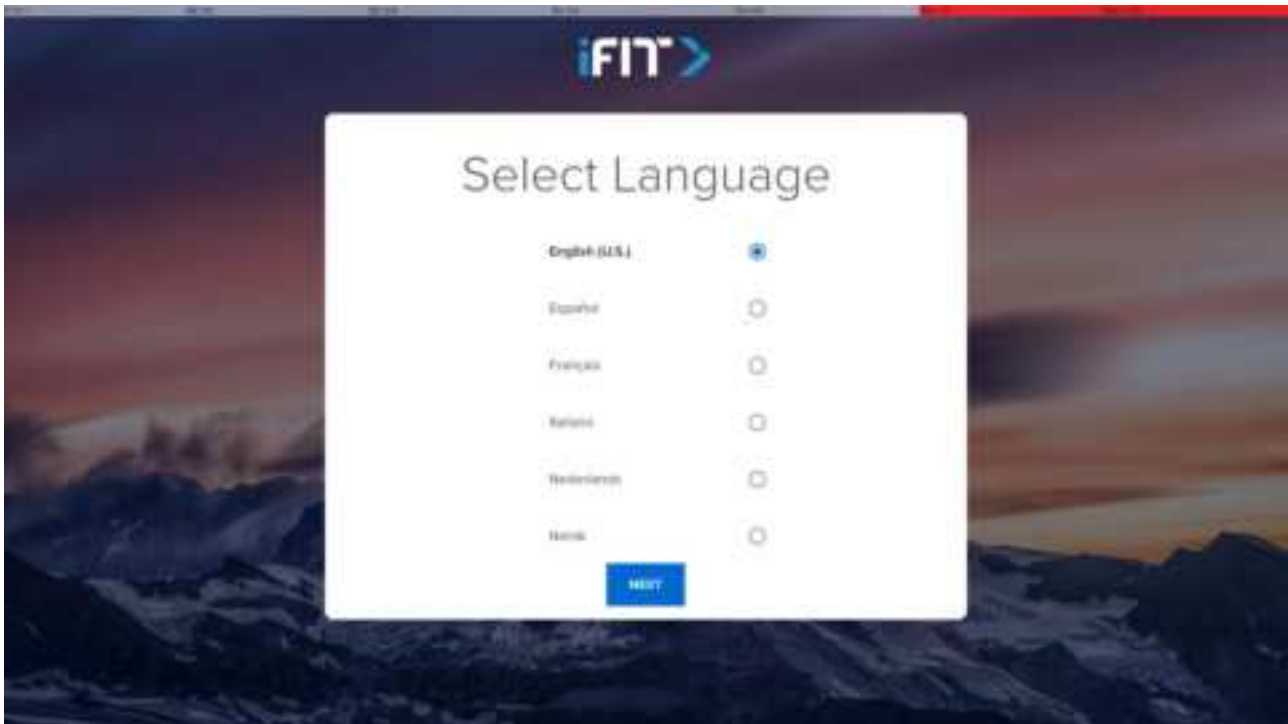 iFIT
Select Language
English (U.S.)
Español
Français
Italiano
Nederlands
Norsk
NEXT